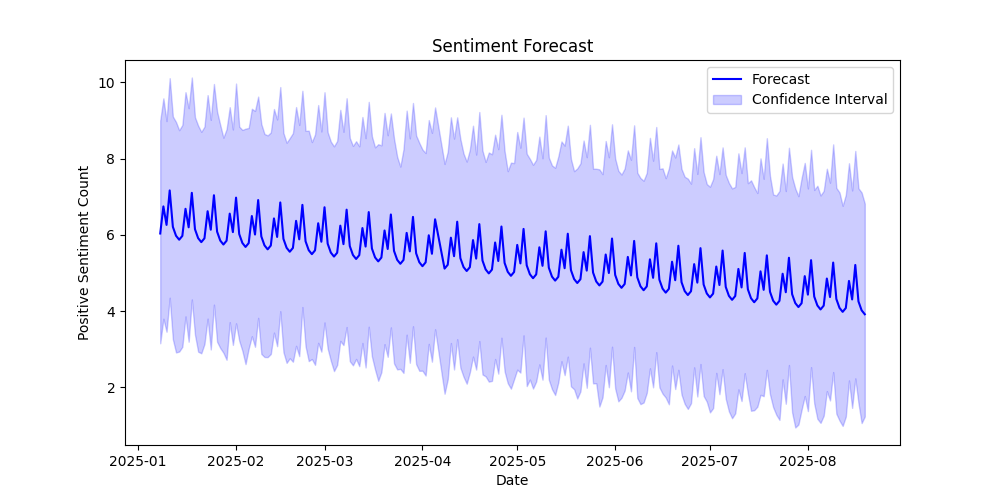 Sentiment Forecast
Forecast
Confidence Interval
Positive Sentiment Count
10
8
6
4
2
2025-01
2025-02
2025-03
2025-04
2025-05
2025-06
2025-07
2025-08
Date